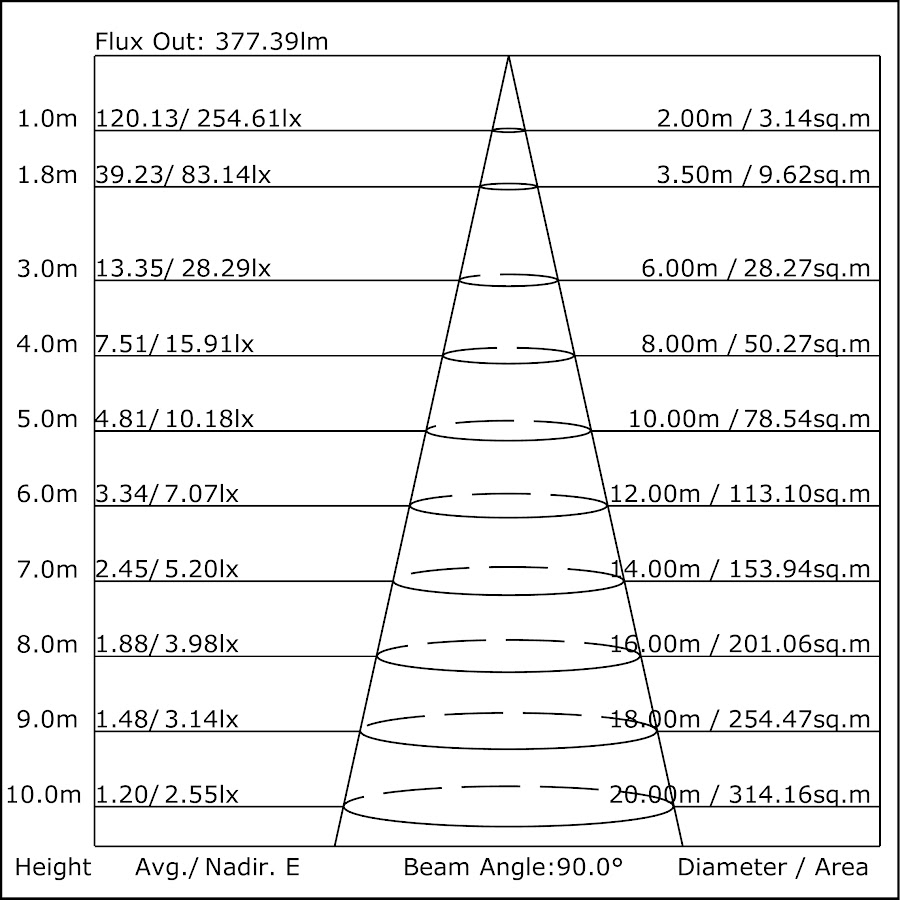 Flux Out: 377.39lm
1.0m 120.13/ 254.61lx 2.00m / 3.14sq.m
1.8m 39.23/ 83.14lx 3.50m / 9.62sq.m
3.0m 13.35/ 28.29lx 6.00m / 28.27sq.m
4.0m 7.51/ 15.91lx 8.00m / 50.27sq.m
5.0m 4.81/ 10.18lx 10.00m / 78.54sq.m
6.0m 3.34/ 7.07lx 12.00m / 113.10sq.m
7.0m 2.45/ 5.20lx 14.00m / 153.94sq.m
8.0m 1.88/ 3.98lx 16.00m / 201.06sq.m
9.0m 1.48/ 3.14lx 18.00m / 254.47sq.m
10.0m 1.20/ 2.55lx 20.00m / 314.16sq.m
Height Avg./ Nadir. E Beam Angle:90.0° Diameter / Area